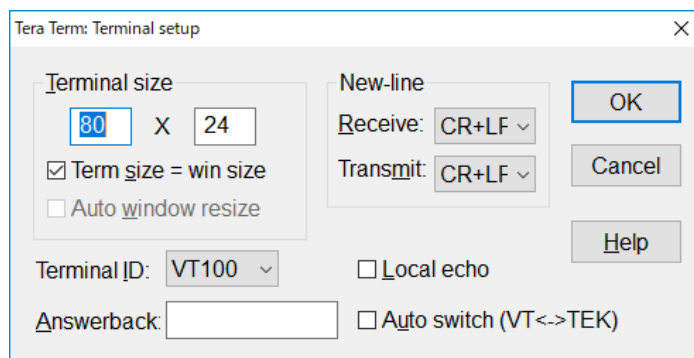 Tera Term: Terminal setup
Terminal size
80 X 24
Term size = win size
Auto window resize
New-line
Receive: CR+LF
Transmit: CR+LF
OK
Cancel
Help
Terminal ID: VT100
Local echo
Answerback:
Auto switch (VT<->TEK)